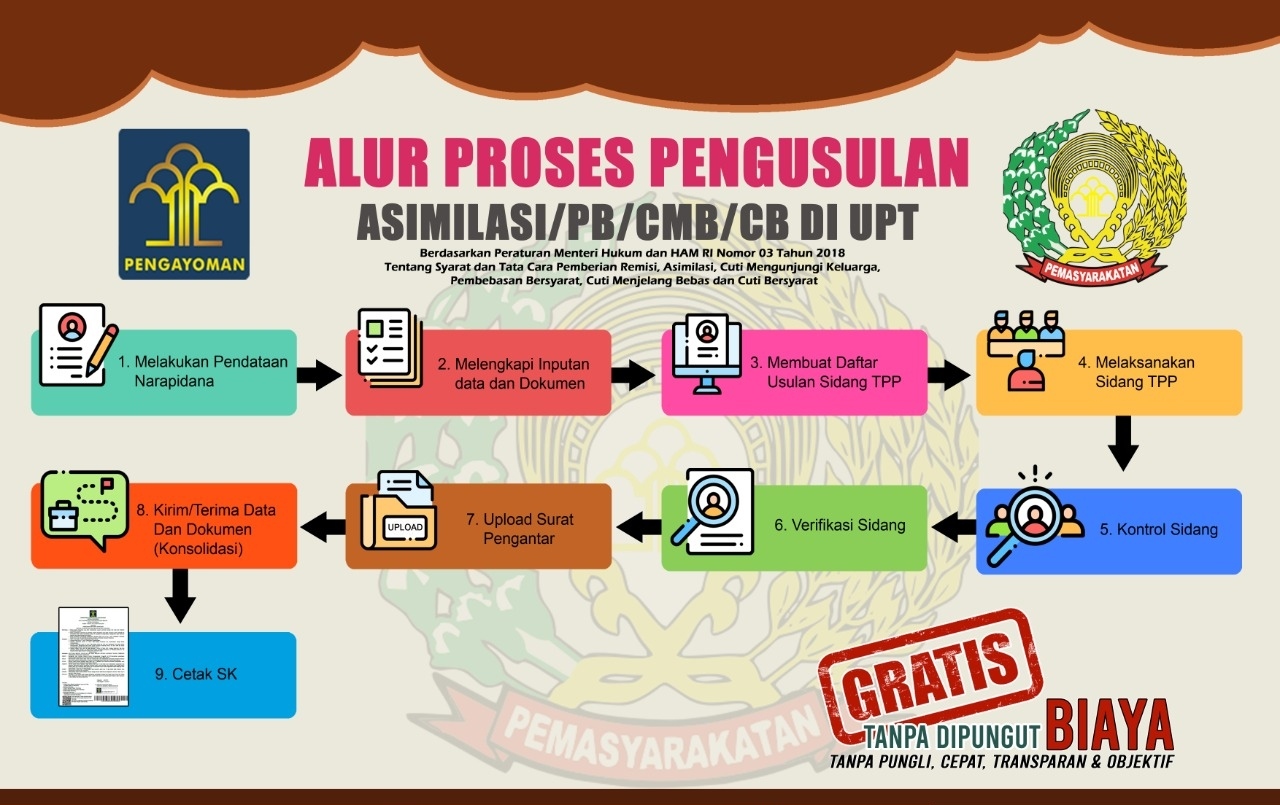 PENGAYOMAN
ALUR PROSES PENGUSULAN
ASIMILASI/PB/CMB/CB DI UPT
Berdasarkan Peraturan Menteri Hukum dan HAM RI Nomor 03 Tahun 2018
Tentang Syarat dan Tata Cara Pemberian Remisi, Asimilasi, Cuti Mengunjungi Keluarga,
Pembebasan Bersyarat, Cuti Menjelang Bebas dan Cuti Bersyarat
PEMASYARAKATAN
1. Melakukan Pendataan
Narapidana
2. Melengkapi Inputan
data dan Dokumen
3. Membuat Daftar
Usulan Sidang TPP
4. Melaksanakan
Sidang TPP
5. Kontrol Sidang
6. Verifikasi Sidang
UPLOAD
7. Upload Surat
Pengantar
8. Kirim/Terima Data
Dan Dokumen
(Konsolidasi)
9. Cetak SK
PEMASYARAKATAN
GRATIS
TANPA DIPUNGUT BIAYA
TANPA PUNGLI, CEPAT, TRANSPARAN & OBJEKTIF